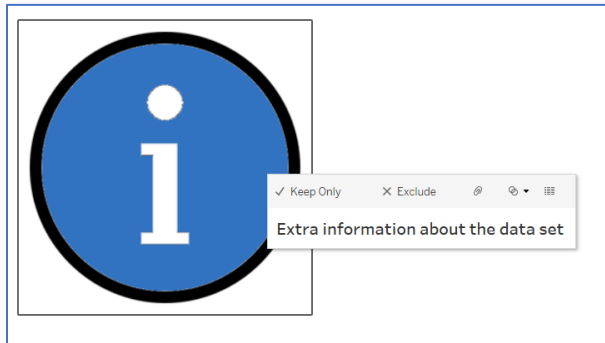 i
Keep Only Exclude
Extra information about the data set